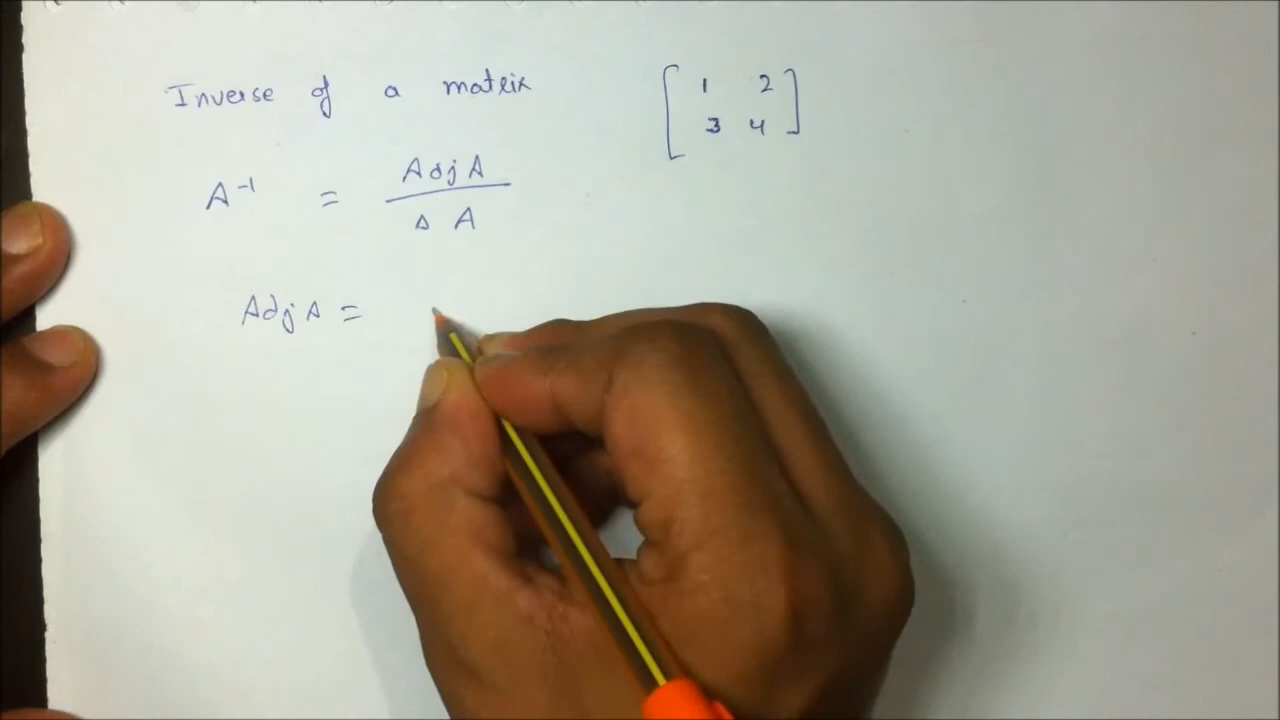 Inverse of a matrix [ 1 2
3 4 ]
A⁻¹ = Adj A
Δ A
Adj A =